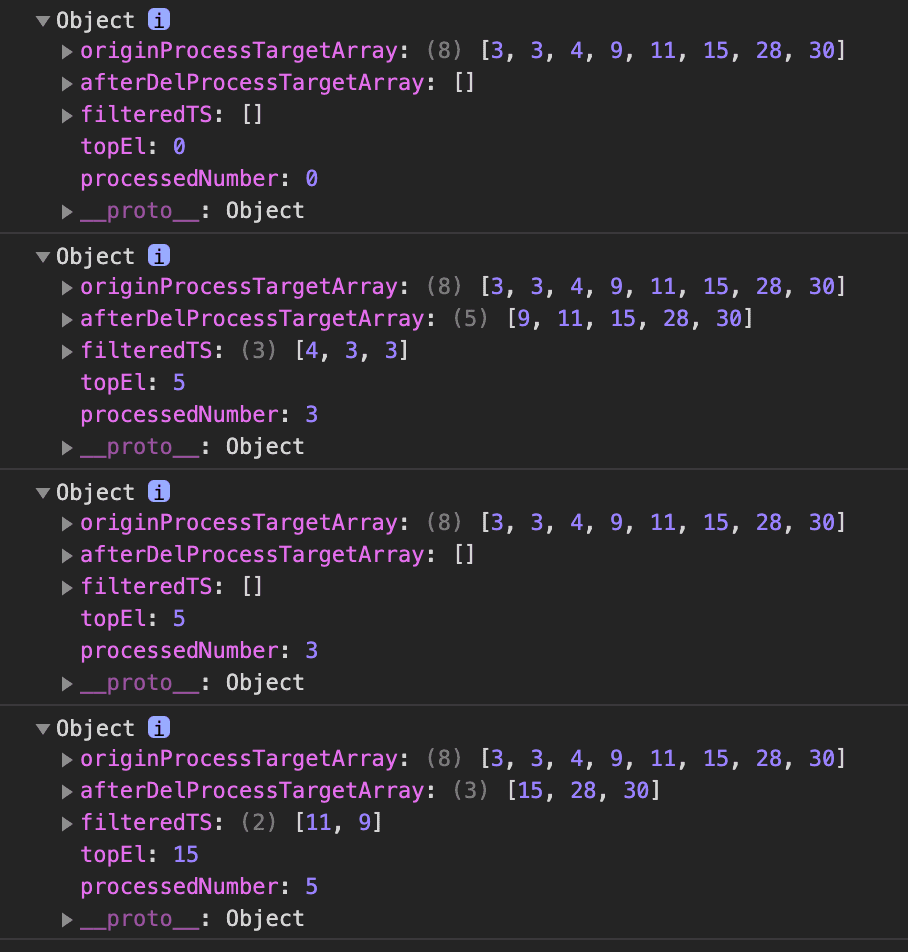 ▼Object i
▶originProcessTargetArray: (8) [3, 3, 4, 9, 11, 15, 28, 30]
▶afterDelProcessTargetArray: []
▶filteredTS: []
topEl: 0
processedNumber: 0
▶__proto__: Object
▼Object i
▶originProcessTargetArray: (8) [3, 3, 4, 9, 11, 15, 28, 30]
▶afterDelProcessTargetArray: (5) [9, 11, 15, 28, 30]
▶filteredTS: (3) [4, 3, 3]
topEl: 5
processedNumber: 3
▶__proto__: Object
▼Object i
▶originProcessTargetArray: (8) [3, 3, 4, 9, 11, 15, 28, 30]
▶afterDelProcessTargetArray: []
▶filteredTS: []
topEl: 5
processedNumber: 3
▶__proto__: Object
▼Object i
▶originProcessTargetArray: (8) [3, 3, 4, 9, 11, 15, 28, 30]
▶afterDelProcessTargetArray: (3) [15, 28, 30]
▶filteredTS: (2) [11, 9]
topEl: 15
processedNumber: 5
▶__proto__: Object